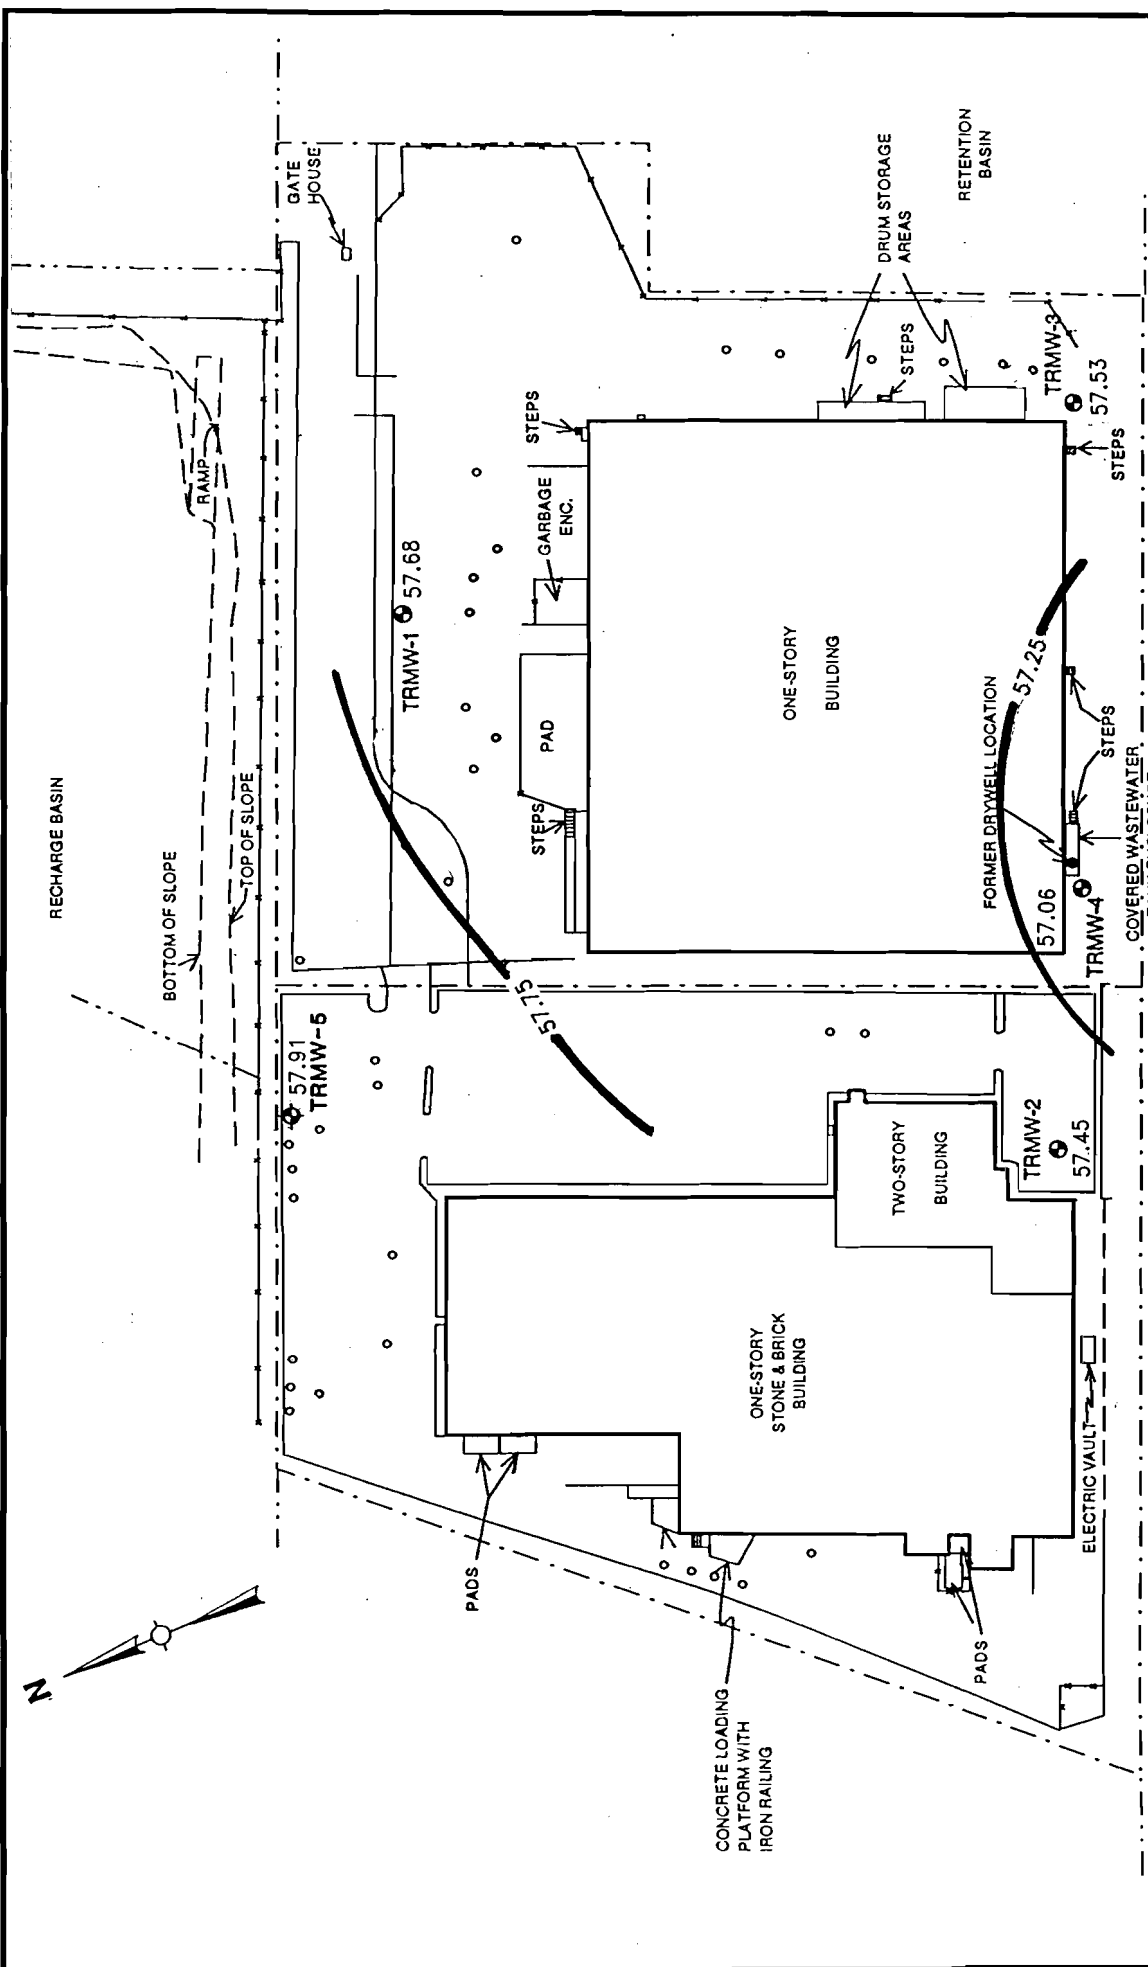 RECHARGE BASIN
BOTTOM OF SLOPE
TOP OF SLOPE
RAMP
GATE
HOUSE
N
57.91
TRMW-5
TRMW-1
57.68
57.75
STEPS
GARBAGE
ENC.
PAD
STEPS
ONE-STORY
BUILDING
DRUM STORAGE
AREAS
STEPS
RETENTION
BASIN
TRMW-3
57.53
STEPS
57.25
FORMER DRYWELL LOCATION
STEPS
57.06
TRMW-4
COVERED WASTEWATER
TWO-STORY
BUILDING
TRMW-2
57.45
ONE-STORY
STONE & BRICK
BUILDING
PADS
CONCRETE LOADING
PLATFORM WITH
IRON RAILING
PADS
ELECTRIC VAULT